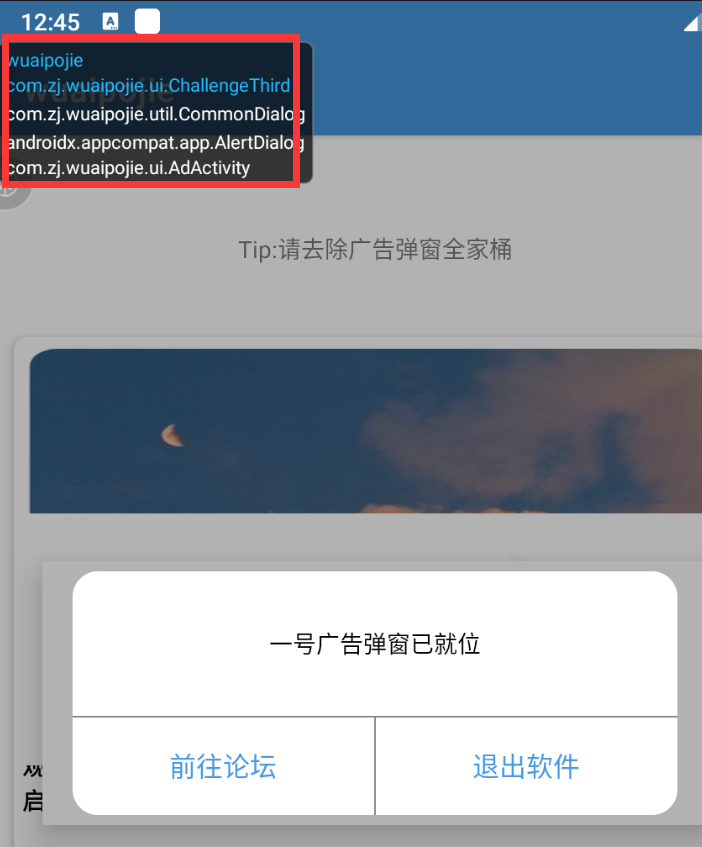 12:45
A
wuaipojie
com.zj.wuaipojie.ui.ChallengeThird
wuaipojie
com.zj.wuaipojie.util.CommonDialog
androidx.appcompat.app.AlertDialog
com.zj.wuaipojie.ui.AdActivity
Tip:请去除广告弹窗全家桶
一号广告弹窗已就位
前往论坛
退出软件
启